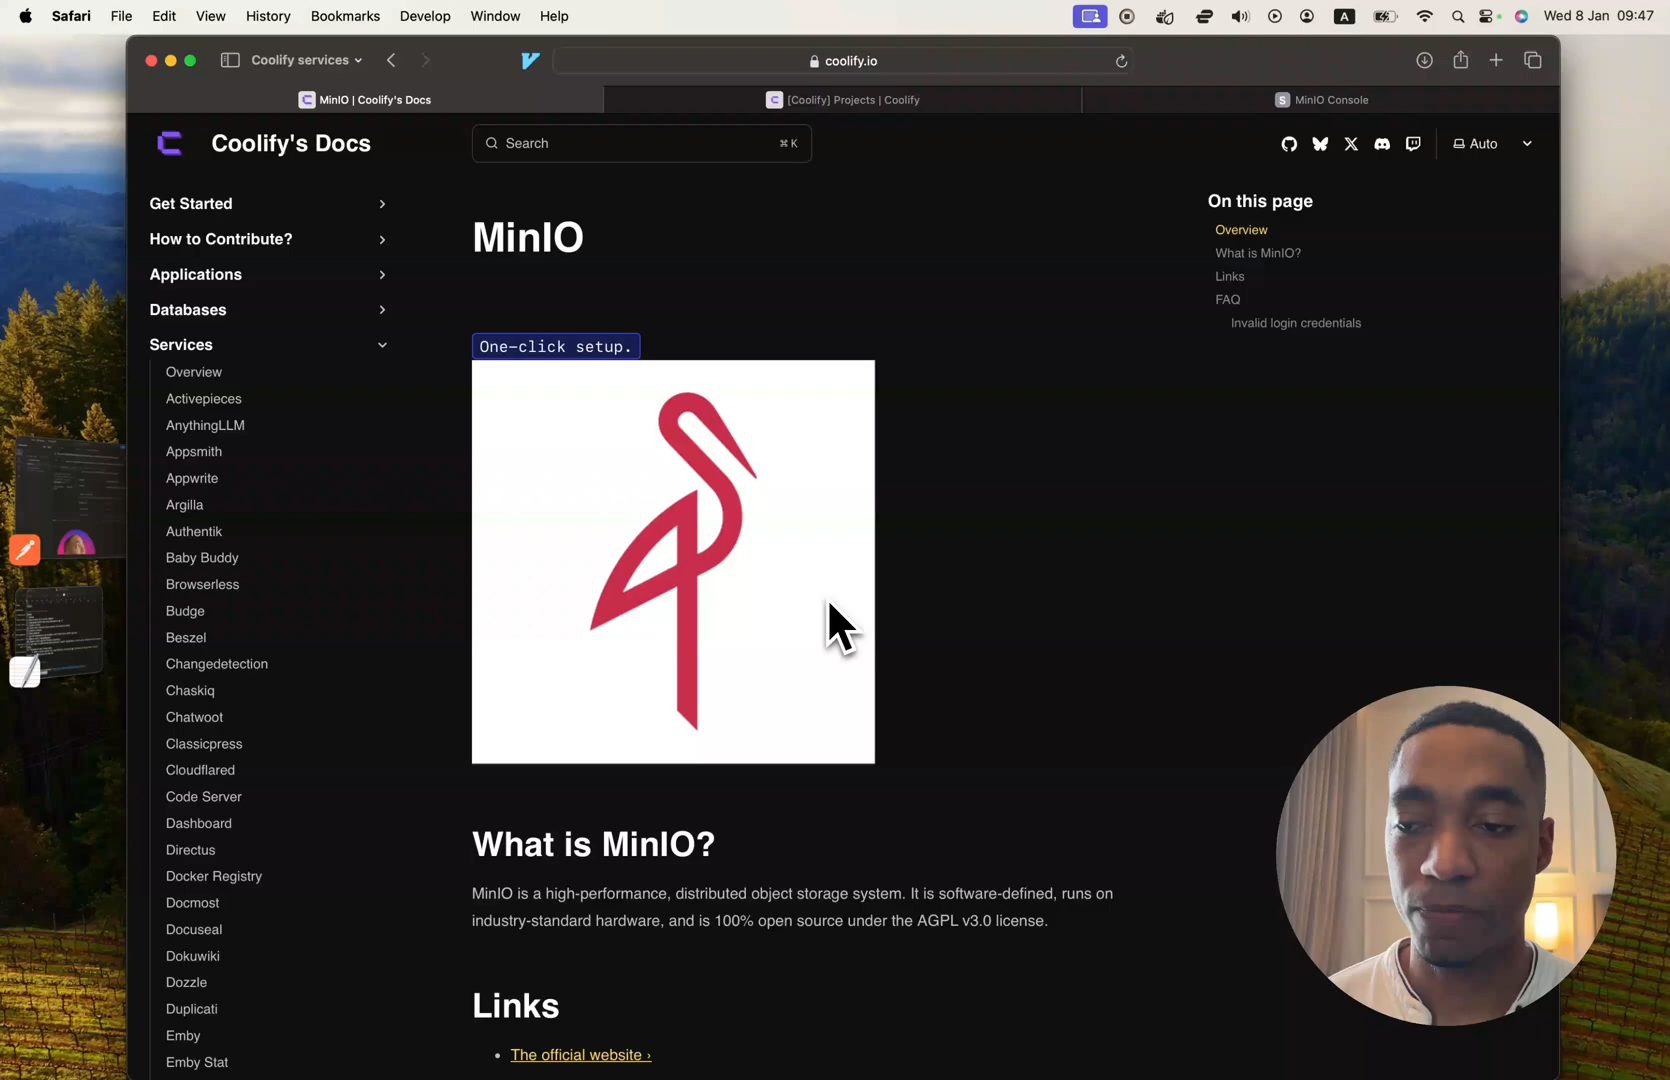 Safari File Edit View History Bookmarks Develop Window Help
A
Wed 8 Jan 09:47
Coolify services
coolify.io
MinIO | Coolify's Docs
[Coolify] Projects | Coolify
S MinIO Console
Coolify's Docs
Search
⌘ K
Auto
Get Started
How to Contribute?
Applications
Databases
Services
Overview
Activepieces
AnythingLLM
Appsmith
Appwrite
Argilla
Authentik
Baby Buddy
Browserless
Budge
Beszel
Changedetection
Chaskiq
Chatwoot
Classicpress
Cloudflared
Code Server
Dashboard
Directus
Docker Registry
Docmost
Docuseal
Dokuwiki
Dozzle
Duplicati
Emby
Emby Stat
MinIO
One-click setup.
What is MinIO?
MinIO is a high-performance, distributed object storage system. It is software-defined, runs on
industry-standard hardware, and is 100% open source under the AGPL v3.0 license.
Links
• The official website ›
On this page
Overview
What is MinIO?
Links
FAQ
Invalid login credentials